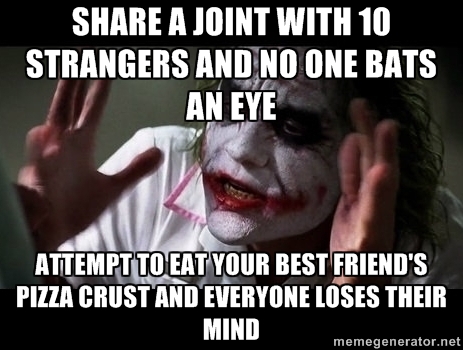 SHARE A JOINT WITH 10
STRANGERS AND NO ONE BATS
AN EYE
ATTEMPT TO EAT YOUR BEST FRIEND'S
PIZZA CRUST AND EVERYONE LOSES THEIR
MIND
memegenerator.net